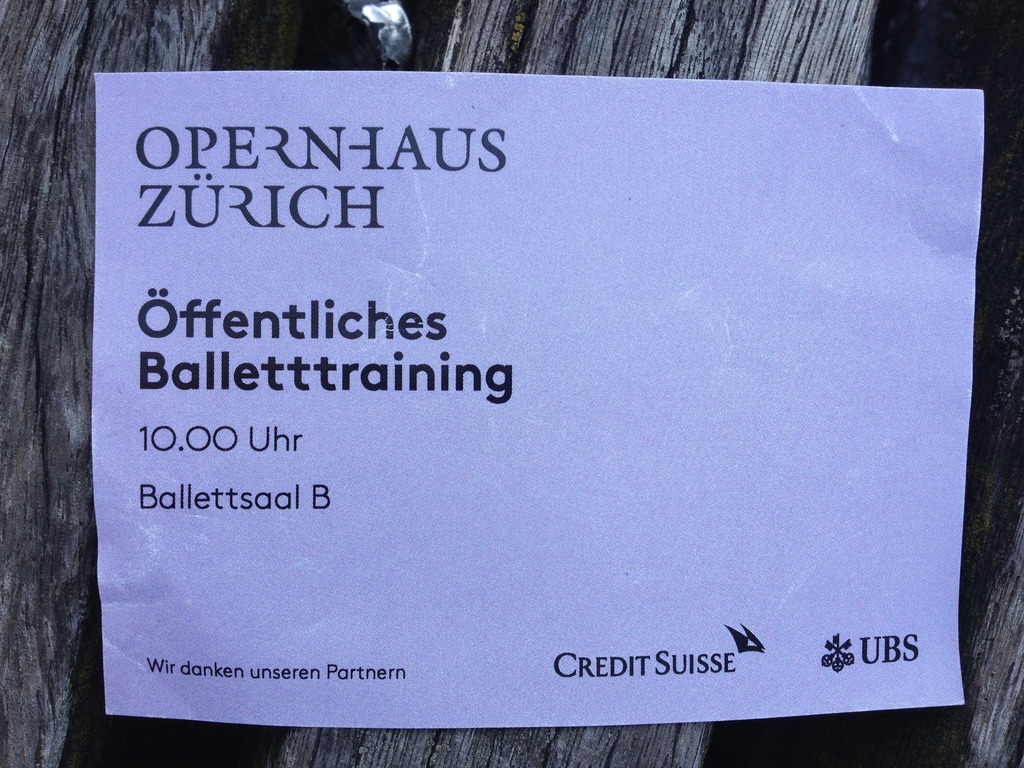 OPERNHAUS
ZÜRICH
Öffentliches
Balletttraining
10.00 Uhr
Ballettsaal B
Wir danken unseren Partnern
CREDIT SUISSE
UBS